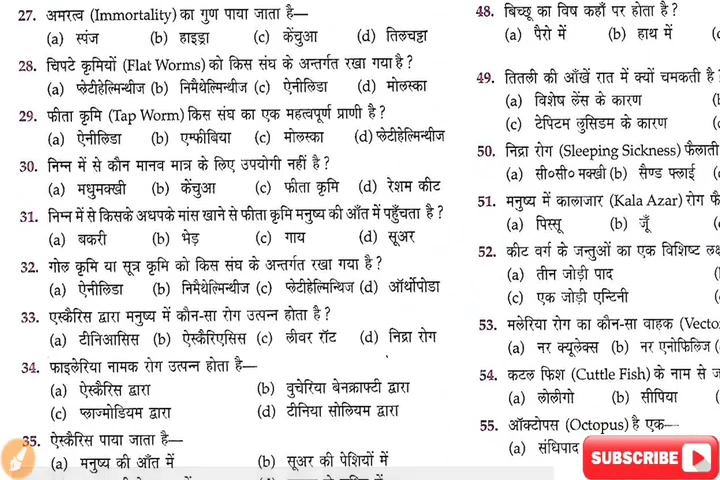 27. अमरत्व (Immortality) का गुण पाया जाता है—
(a) स्पंज (b) हाइड्रा (c) केंचुआ (d) तिलचट्टा
28. चिपटे कृमियों (Flat Worms) को किस संघ के अन्तर्गत रखा गया है ?
(a) प्लेटीहेल्मिन्थीज (b) निमैथेल्मिन्थीज (c) ऐनीलिडा (d) मोलस्का
29. फीता कृमि (Tap Worm) किस संघ का एक महत्वपूर्ण प्राणी है ?
(a) ऐनीलिडा (b) एम्फीबिया (c) मोलस्का (d) प्लेटीहेल्मिन्थीज
30. निम्न में से कौन मानव मात्र के लिए उपयोगी नहीं है ?
(a) मधुमक्खी (b) केंचुआ (c) फीता कृमि (d) रेशम कीट
31. निम्न में से किसके अधपके मांस खाने से फीता कृमि मनुष्य की आँत में पहुँचता है ?
(a) बकरी (b) भेड़ (c) गाय (d) सूअर
32. गोल कृमि या सूत्र कृमि को किस संघ के अन्तर्गत रखा गया है ?
(a) ऐनीलिडा (b) निमैथेल्मिन्थीज (c) प्लेटीहेल्मिन्थिज (d) ऑर्थोपोडा
33. एस्कैरिस द्वारा मनुष्य में कौन-सा रोग उत्पन्न होता है ?
(a) टीनिआसिस (b) ऐस्कैरिएसिस (c) लीवर रॉट (d) निद्रा रोग
34. फाइलेरिया नामक रोग उत्पन्न होता है—
(a) ऐस्कैरिस द्वारा (b) वुचेरिया बेनक्राफ्टी द्वारा
(c) प्लाज्मोडियम द्वारा (d) टीनिया सोलियम द्वारा
35. ऐस्कैरिस पाया जाता है—
(a) मनुष्य की आँत में (b) सूअर की पेशियों में
48. बिच्छू का विष कहाँ पर होता है ?
(a) पैरो में (b) हाथ में
49. तितली की आँखें रात में क्यों चमकती है
(a) विशेष लेंस के कारण
(c) टेपिटम लुसिडम के कारण
50. निद्रा रोग (Sleeping Sickness) फैलाती
(a) सी०सी० मक्खी (b) सैण्ड फ्लाई
51. मनुष्य में कालाजार (Kala Azar) रोग
(a) पिस्सू (b) जूँ
52. कीट वर्ग के जन्तुओं का एक विशिष्ट
(a) तीन जोड़ी पाद
(c) एक जोड़ी एन्टिनी
53. मलेरिया रोग का कौन-सा वाहक (Vecto
(a) नर क्यूलेक्स (b) नर एनोफिलिज
54. कटल फिश (Cuttle Fish) के नाम से
(a) लोलीगो (b) सीपिया
55. ऑक्टोपस (Octopus) है एक—
(a) संधिपाद
SUBSCRIBE